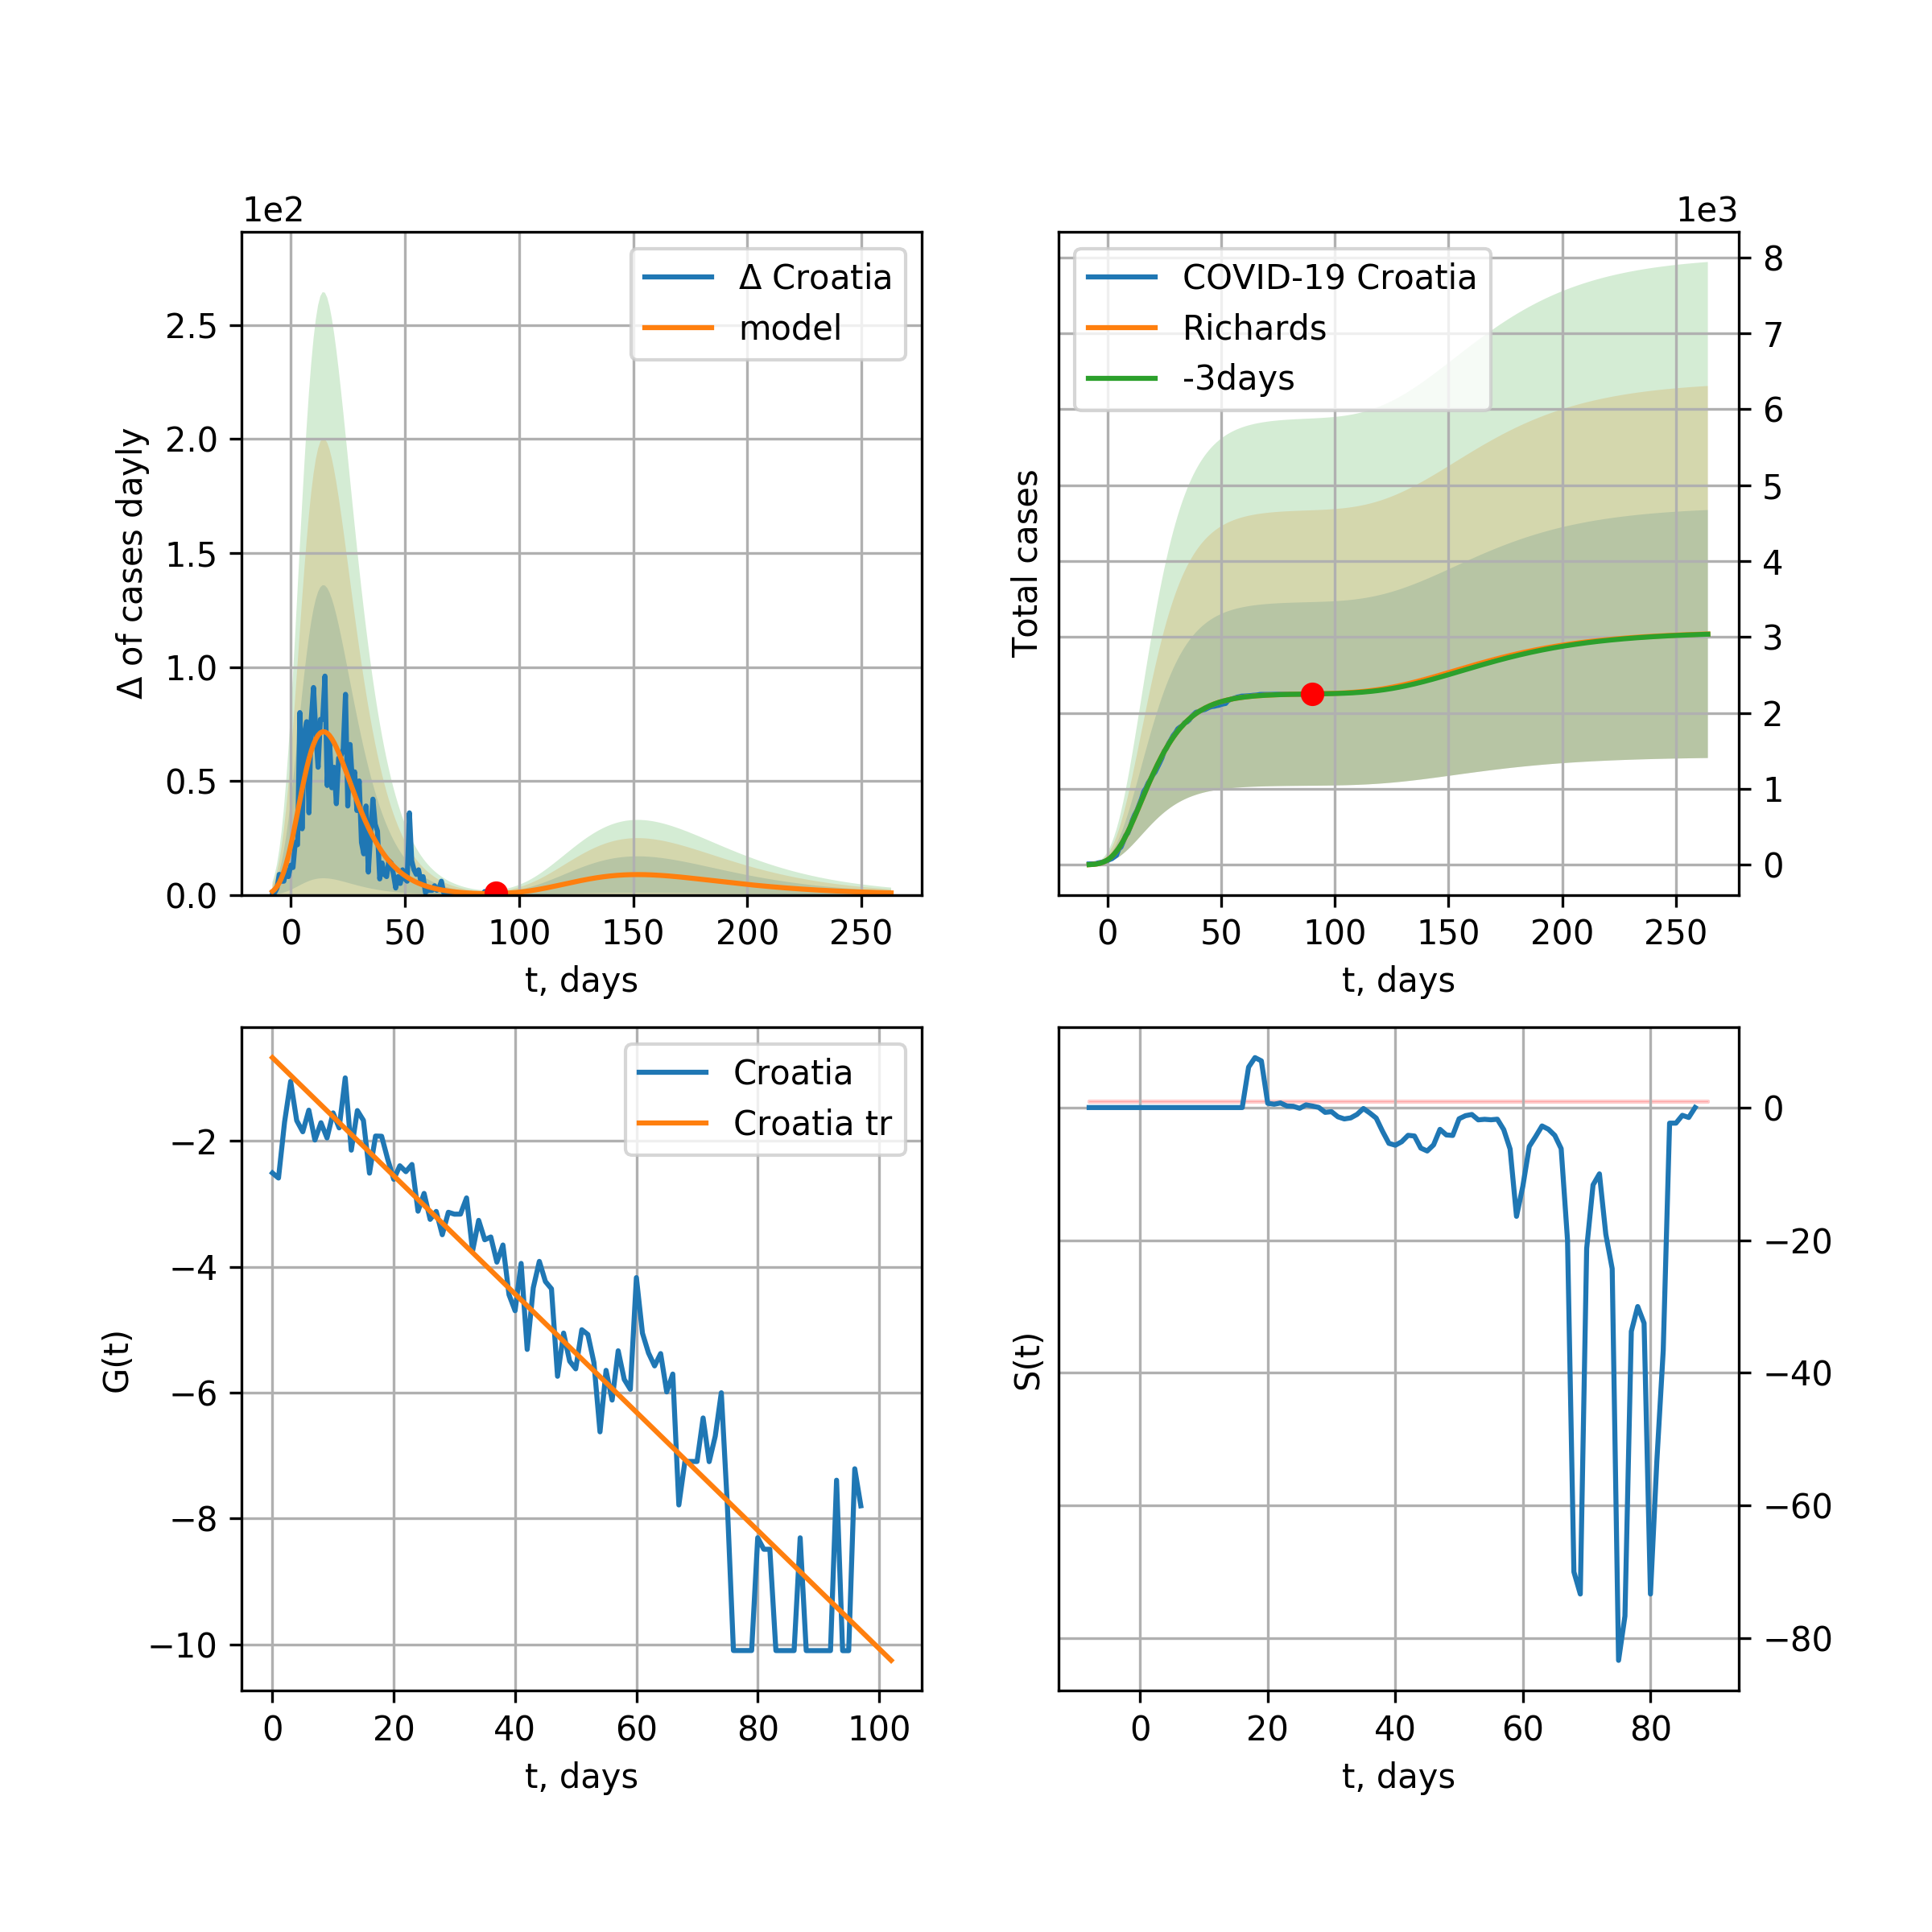 1e2
Δ of cases dayly
2.5
2.0
1.5
1.0
0.5
0.0
Δ Croatia
model
0 50 100 150 200 250
t, days
1e3
Total cases
COVID-19 Croatia
Richards
-3days
8
7
6
5
4
3
2
1
0
0 50 100 150 200 250
t, days
G(t)
−2
−4
−6
−8
−10
Croatia
Croatia tr
0 20 40 60 80 100
t, days
S(t)
0
−20
−40
−60
−80
0 20 40 60 80
t, days